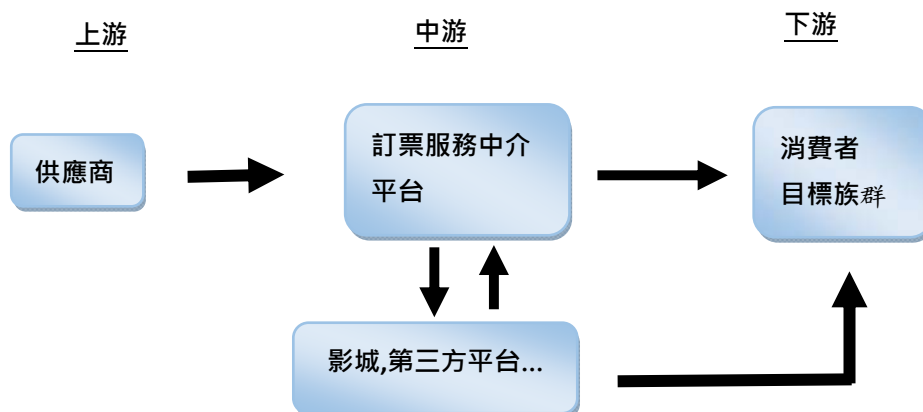 上游
中游
下游
供應商
訂票服務中介
平台
消費者
目標族群
影城,第三方平台...